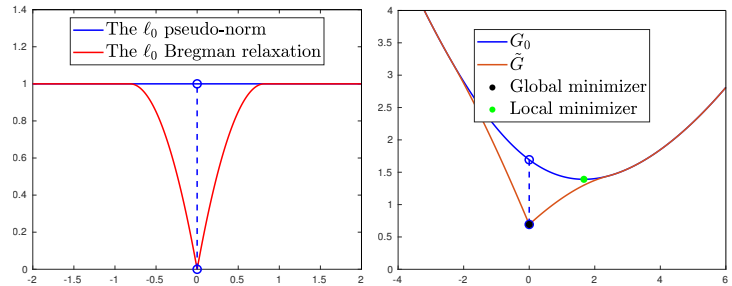 The ℓ0 pseudo-norm
The ℓ0 Bregman relaxation
1.4
1.2
1
0.8
0.6
0.4
0.2
0
-2 -1.5 -1 -0.5 0 0.5 1 1.5 2
G0
G̃
Global minimizer
Local minimizer
4
3.5
3
2.5
2
1.5
1
0.5
0
-4 -2 0 2 4 6